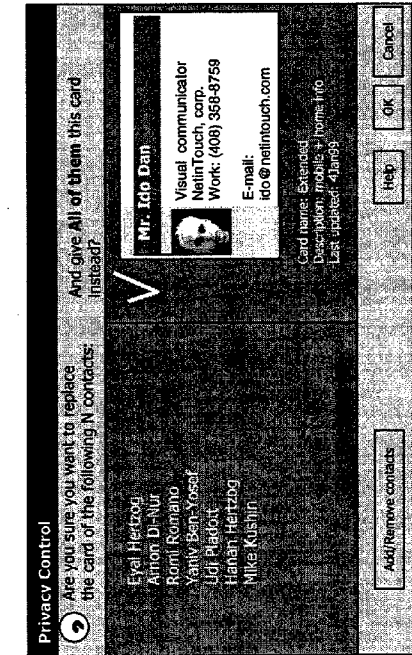 Privacy Control
?
Are you sure you want to replace
the card of the following N contacts:
And give All of them this card
instead?
Eyal Hertzog
Arnon Di-Nur
Romi Romano
Yaniv Ben-Yosef
Udi Pladott
Hanan Hertzog
Mike Kushin
Mr. Ido Dan
Visual communicator
NetinTouch, corp.
Work: (408) 358-8759
E-mail:
ido@netintouch.com
Card name: Extended
Description: mobile + home info
Last updated: 4Jan99
Add/Remove contacts
Help
OK
Cancel